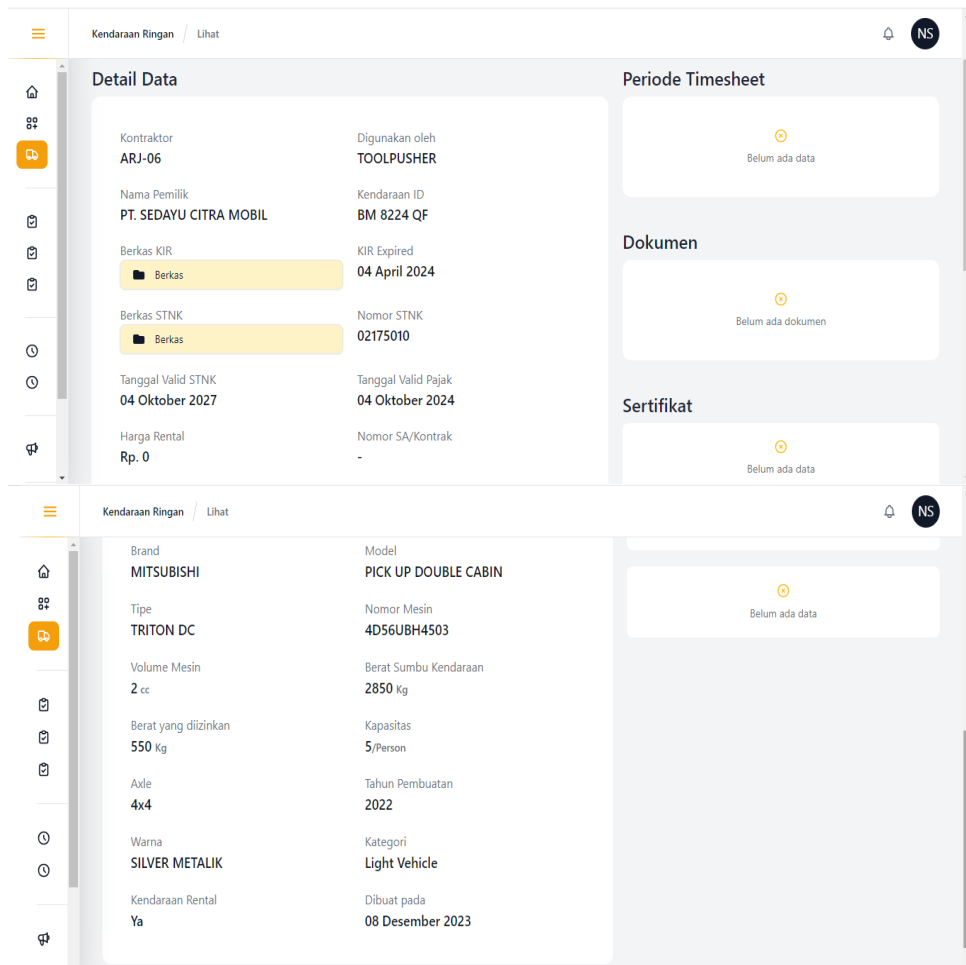 Kendaraan Ringan / Lihat
NS
Detail Data
Kontraktor Digunakan oleh
ARJ-06 TOOLPUSHER
Nama Pemilik Kendaraan ID
PT. SEDAYU CITRA MOBIL BM 8224 QF
Berkas KIR KIR Expired
Berkas 04 April 2024
Berkas STNK Nomor STNK
Berkas 02175010
Tanggal Valid STNK Tanggal Valid Pajak
04 Oktober 2027 04 Oktober 2024
Harga Rental Nomor SA/Kontrak
Rp. 0 -
Periode Timesheet
Belum ada data
Dokumen
Belum ada dokumen
Sertifikat
Belum ada data
Kendaraan Ringan / Lihat
NS
Brand Model
MITSUBISHI PICK UP DOUBLE CABIN
Tipe Nomor Mesin
TRITON DC 4D56UBH4503
Volume Mesin Berat Sumbu Kendaraan
2 cc 2850 Kg
Berat yang diizinkan Kapasitas
550 Kg 5/Person
Axle Tahun Pembuatan
4x4 2022
Warna Kategori
SILVER METALIK Light Vehicle
Kendaraan Rental Dibuat pada
Ya 08 Desember 2023
Belum ada data